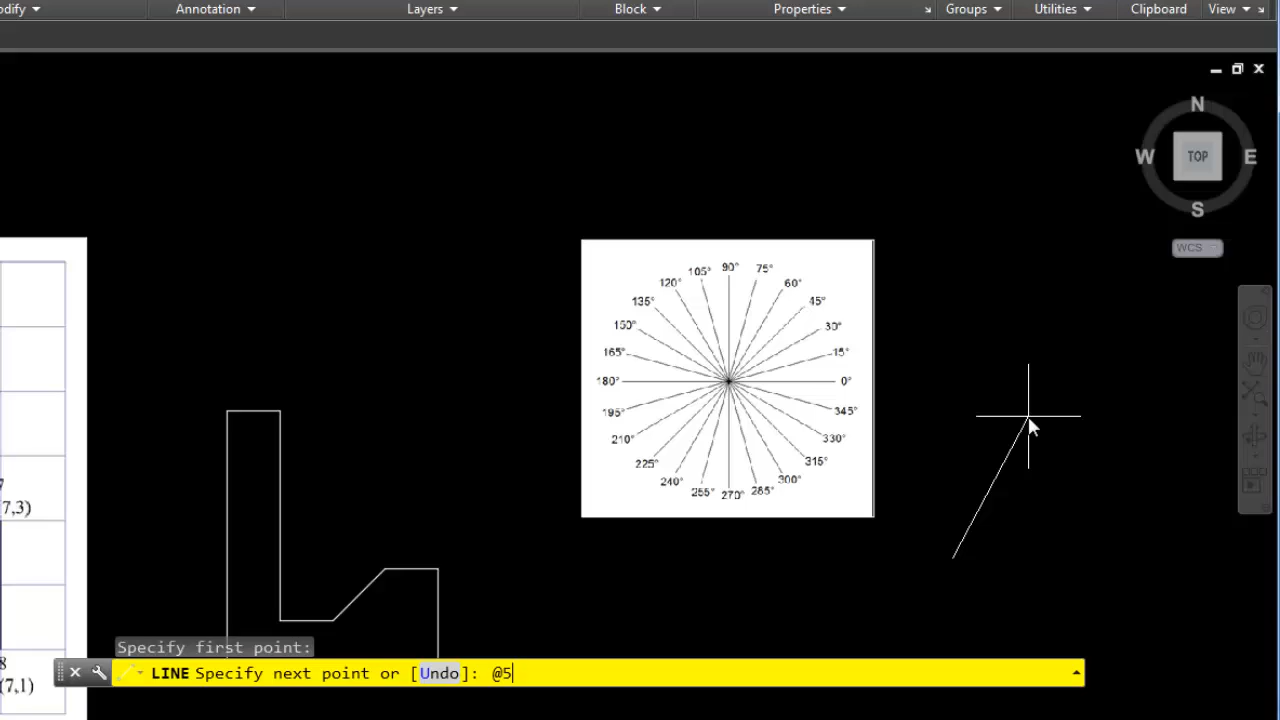 odify Annotation Layers Block Properties Groups Utilities Clipboard View
N
W TOP E
S
WCS
105° 90° 75°
120° 60°
135° 45°
150° 30°
165° 15°
180° 0°
195° 345°
210° 330°
225° 315°
240° 300°
255° 270° 285°
7
(7,3)
8
(7,1)
Specify first point:
LINE Specify next point or [Undo]: @5